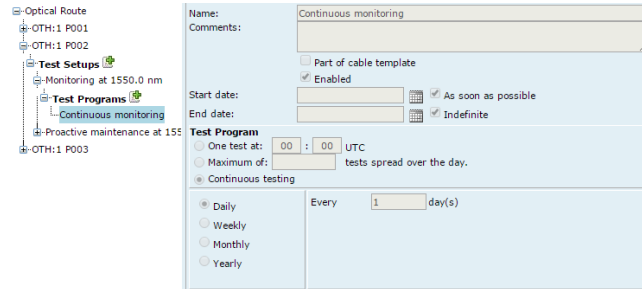 Optical Route
OTH:1 P001
OTH:1 P002
Test Setups
Monitoring at 1550.0 nm
Test Programs
Continuous monitoring
Proactive maintenance at 155
OTH:1 P003
Name: Continuous monitoring
Comments:
Part of cable template
Enabled
Start date: As soon as possible
End date: Indefinite
Test Program
One test at: 00 : 00 UTC
Maximum of: tests spread over the day.
Continuous testing
Daily Every 1 day(s)
Weekly
Monthly
Yearly